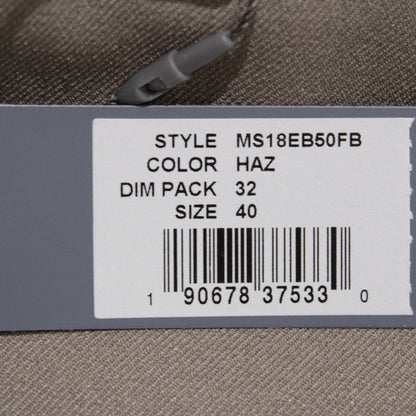 STYLE MS18EB50FB
COLOR HAZ
DIM PACK 32
SIZE 40
1 90678 37533 0